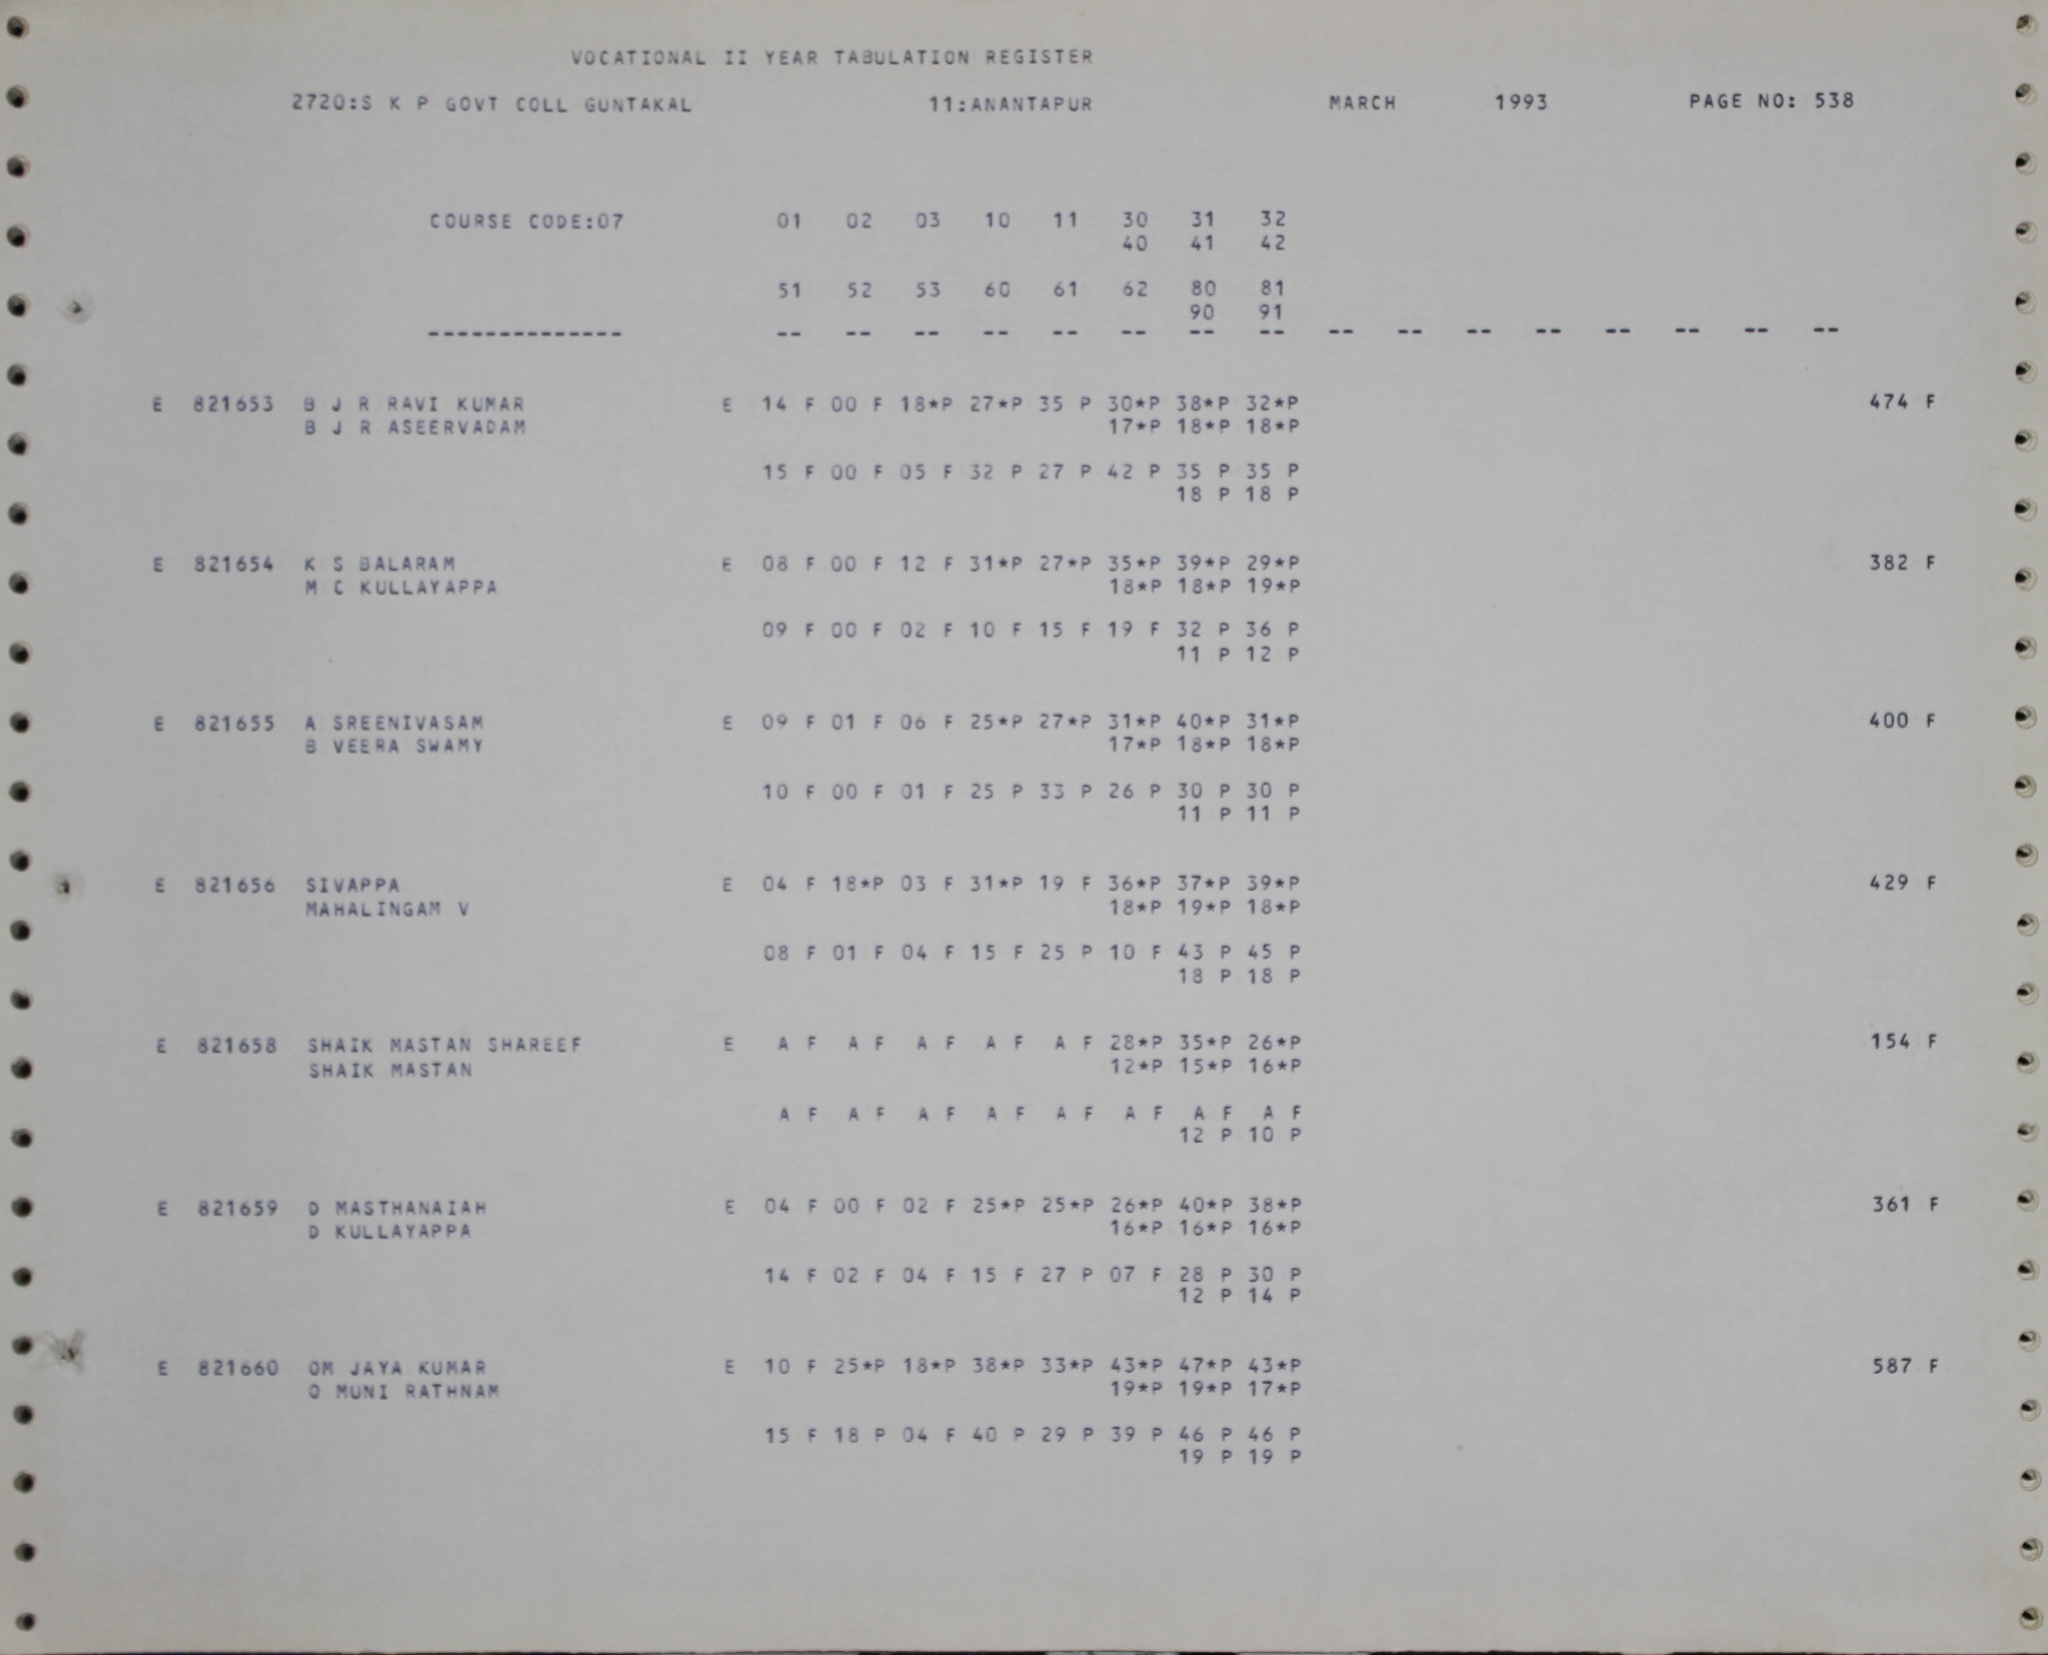 VOCATIONAL II YEAR TABULATION REGISTER
2720:S K P GOVT COLL GUNTAKAL 11:ANANTAPUR MARCH 1993 PAGE NO: 538
COURSE CODE:07 01 02 03 10 11 30 31 32
40 41 42
51 52 53 60 61 62 80 81
90 91
-------------- -- -- -- -- -- -- -- -- -- -- -- -- -- -- -- --
E 821653 B J R RAVI KUMAR E 14 F 00 F 18*P 27*P 35 P 30*P 38*P 32*P 474 F
B J R ASEERVADAM 17*P 18*P 18*P
15 F 00 F 05 F 32 P 27 P 42 P 35 P 35 P
18 P 18 P
E 821654 K S BALARAM E 08 F 00 F 12 F 31*P 27*P 35*P 39*P 29*P 382 F
M C KULLAYAPPA 18*P 18*P 19*P
09 F 00 F 02 F 10 F 15 F 19 F 32 P 36 P
11 P 12 P
E 821655 A SREENIVASAM E 09 F 01 F 06 F 25*P 27*P 31*P 40*P 31*P 400 F
B VEERA SWAMY 17*P 18*P 18*P
10 F 00 F 01 F 25 P 33 P 26 P 30 P 30 P
11 P 11 P
E 821656 SIVAPPA E 04 F 18*P 03 F 31*P 19 F 36*P 37*P 39*P 429 F
MAHALINGAM V 18*P 19*P 18*P
08 F 01 F 04 F 15 F 25 P 10 F 43 P 45 P
18 P 18 P
E 821658 SHAIK MASTAN SHAREEF E A F A F A F A F A F 28*P 35*P 26*P 154 F
SHAIK MASTAN 12*P 15*P 16*P
A F A F A F A F A F A F A F A F
12 P 10 P
E 821659 D MASTHANAIAH E 04 F 00 F 02 F 25*P 25*P 26*P 40*P 38*P 361 F
D KULLAYAPPA 16*P 16*P 16*P
14 F 02 F 04 F 15 F 27 P 07 F 28 P 30 P
12 P 14 P
E 821660 OM JAYA KUMAR E 10 F 25*P 18*P 38*P 33*P 43*P 47*P 43*P 587 F
O MUNI RATHNAM 19*P 19*P 17*P
15 F 18 P 04 F 40 P 29 P 39 P 46 P 46 P
19 P 19 P